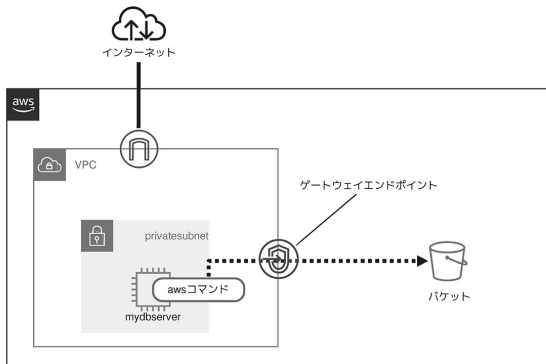 インターネット
aws
VPC
ゲートウェイエンドポイント
privatesubnet
awsコマンド
バケット
mydbserver